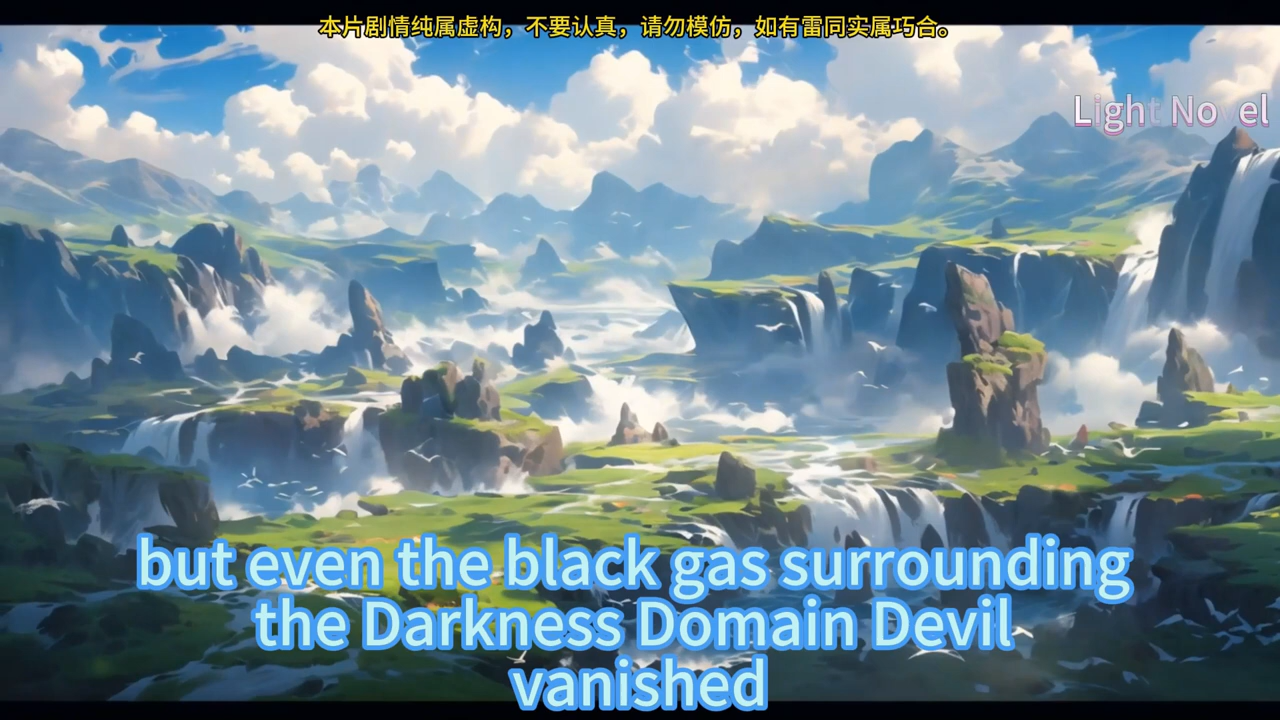 本片剧情纯属虚构，不要认真，请勿模仿，如有雷同实属巧合。
Light Novel
but even the black gas surrounding
the Darkness Domain Devil
vanished